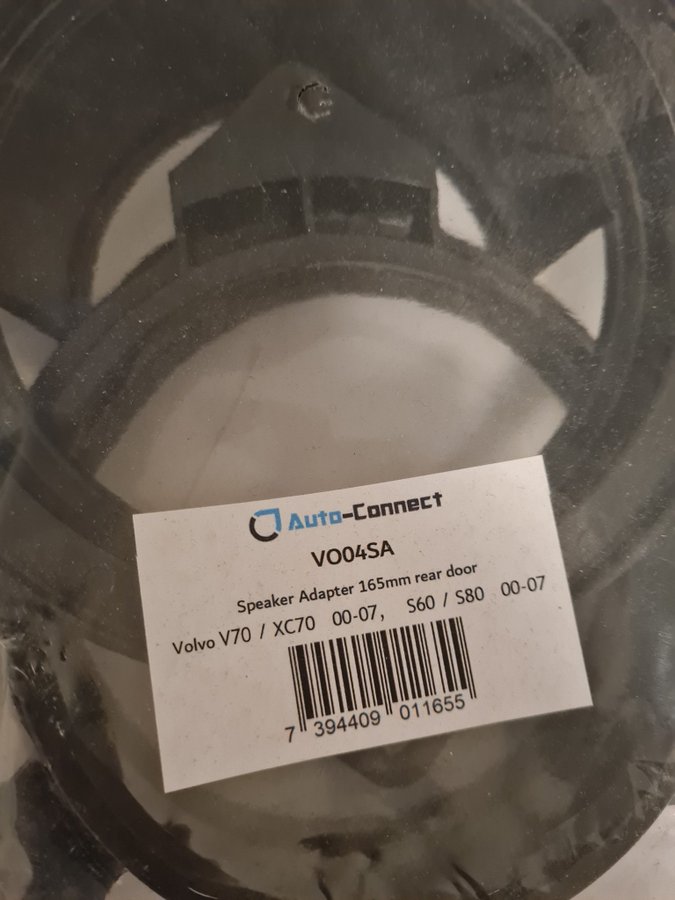 Auto-Connect
VO04SA
Speaker Adapter 165mm rear door
Volvo V70 / XC70 00-07, S60 / S80 00-07
7 394409 011655